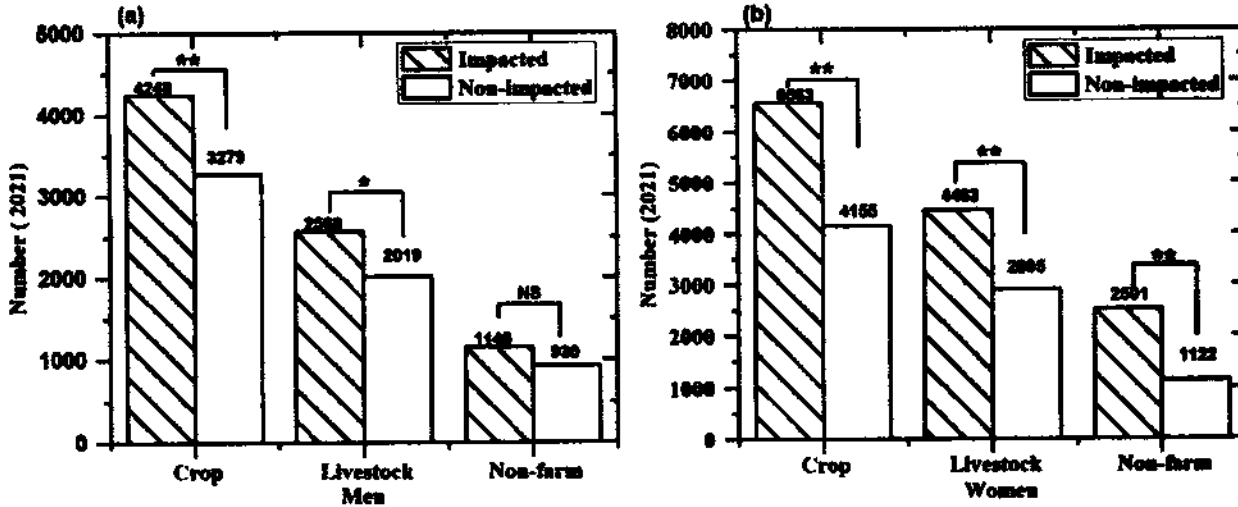 (a)
5000
4000
3000
2000
1000
0
Number ( 2021)
Impacted
Non-impacted
**
3279
*
2019
NS
Crop
Livestock
Non-farm
Men
(b)
8000
7000
6000
5000
4000
3000
2000
1000
0
Number (2021)
Impacted
Non-impacted
**
4155
**
4463
**
2501
1122
Crop
Livestock
Non-farm
Women